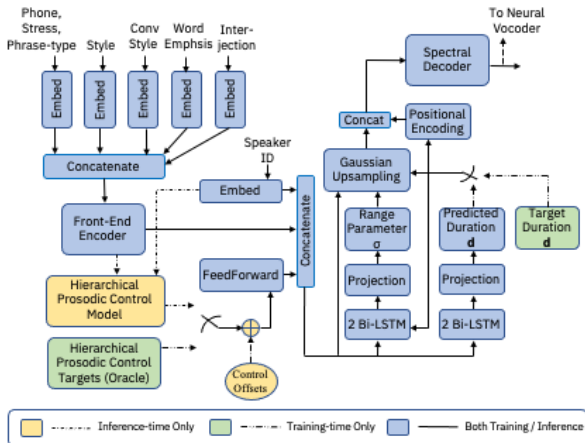 Phone,
Stress,
Phrase-type
Style
Conv
Style
Word
Emphsis
Inter-
jection
To Neural
Vocoder
Embed
Embed
Embed
Embed
Embed
Spectral
Decoder
Concat
Positional
Encoding
Concatenate
Speaker
ID
Gaussian
Upsampling
Embed
Front-End
Encoder
Concatenate
Range
Parameter
σ
Predicted
Duration
d
Target
Duration
d
FeedForward
Hierarchical
Prosodic Control
Model
Projection
Projection
2 Bi-LSTM
2 Bi-LSTM
Hierarchical
Prosodic Control
Targets (Oracle)
Control
Offsets
Inference-time Only
Training-time Only
Both Training / Inference